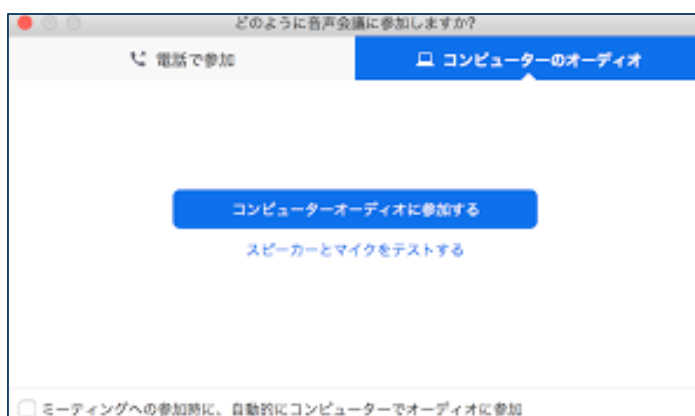 どのように音声会議に参加しますか?
電話で参加
コンピューターのオーディオ
コンピューターオーディオに参加する
スピーカーとマイクをテストする
ミーティングへの参加時に、自動的にコンピューターでオーディオに参加